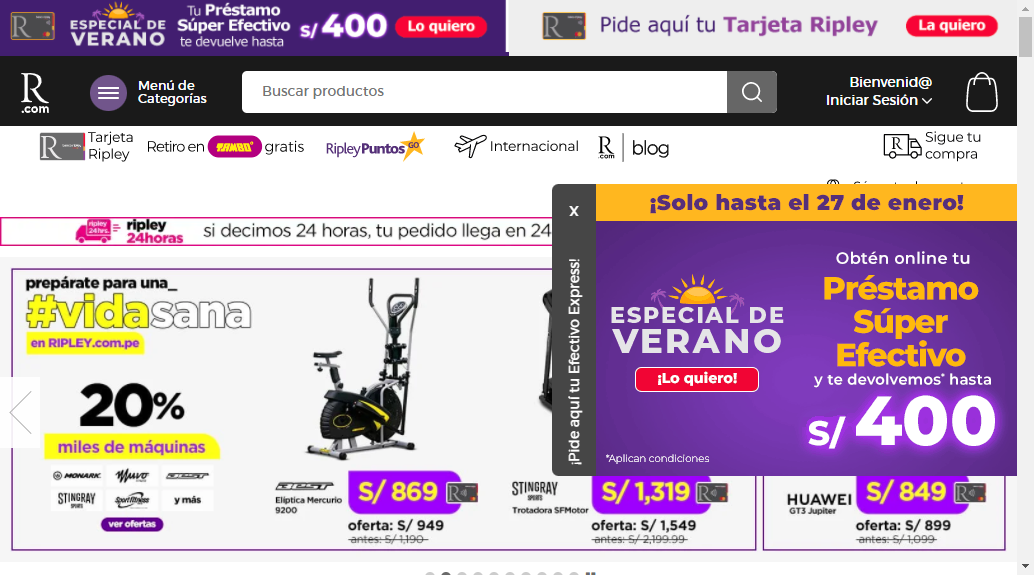 ESPECIAL DE
VERANO
Tu Préstamo
Súper Efectivo
te devuelve hasta
S/ 400
Lo quiero
Pide aquí tu Tarjeta Ripley
La quiero
R
.com
Menú de
Categorías
Buscar productos
Bienvenid@
Iniciar Sesión
Tarjeta
Ripley
Retiro en TAMBO gratis
RipleyPuntos GO
Internacional
R
.com
blog
Sigue tu
compra
ripley
24hrs.
ripley
24horas
si decimos 24 horas, tu pedido llega en 24
x
¡Pide aquí tu Efectivo Express!
¡Solo hasta el 27 de enero!
ESPECIAL DE
VERANO
¡Lo quiero!
*Aplican condiciones
Obtén online tu
Préstamo
Súper
Efectivo
y te devolvemos* hasta
S/ 400
prepárate para una_
#vidasana
en RIPLEY.com.pe
20%
miles de máquinas
MONARK
BEST
STINGRAY
SPORTS
Sportfitness
y más
ver ofertas
BEST
Elíptica Mercurio
9200
S/ 869
oferta: S/ 949
antes: S/ 1,190
STINGRAY
SPORTS
Trotadora SFMotor
S/ 1,319
oferta: S/ 1,549
antes: S/ 2,199.99
HUAWEI
GT3 Jupiter
S/ 849
oferta: S/ 899
antes: S/ 1,099